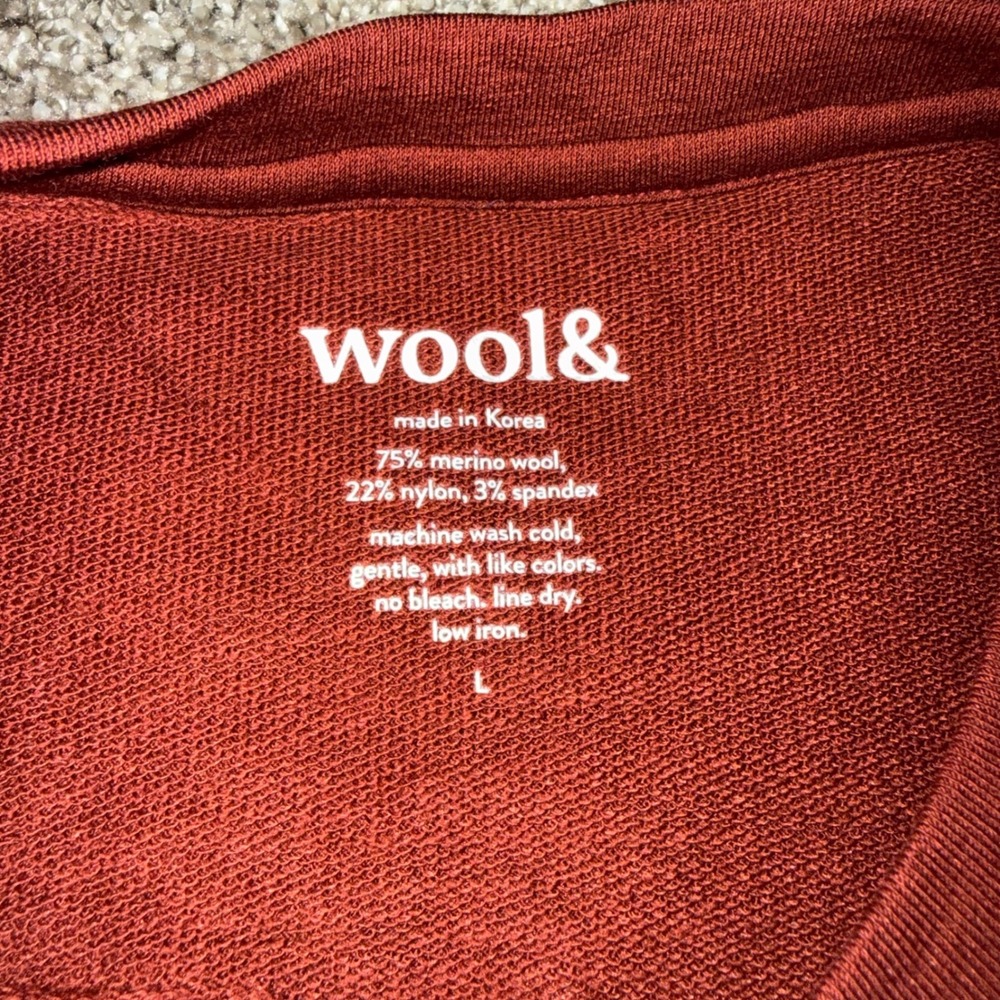 wool&
made in Korea
75% merino wool,
22% nylon, 3% spandex
machine wash cold,
gentle, with like colors.
no bleach. line dry.
low iron.
L